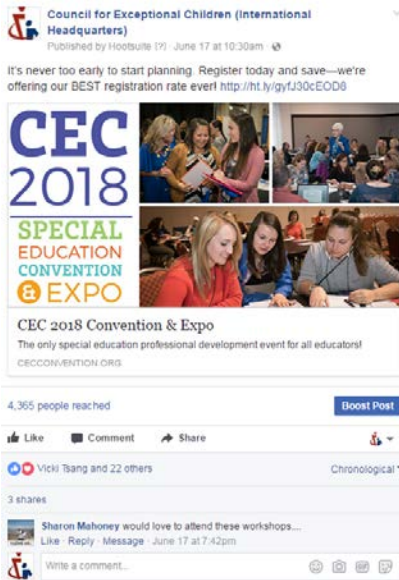 Council for Exceptional Children (International
Headquarters)
Published by Hootsuite [?] · June 17 at 10:30am ·
It's never too early to start planning. Register today and save—we're
offering our BEST registration rate ever! http://ht.ly/gyfJ30cEOD6
CEC
2018
SPECIAL
EDUCATION
CONVENTION
& EXPO
CEC 2018 Convention & Expo
The only special education professional development event for all educators!
CECCONVENTION.ORG
4,365 people reached
Boost Post
Like Comment Share
Vicki Tsang and 22 others
Chronological
3 shares
Sharon Mahoney would love to attend these workshops....
Like · Reply · Message · June 17 at 7:42pm
Write a comment...
GIF